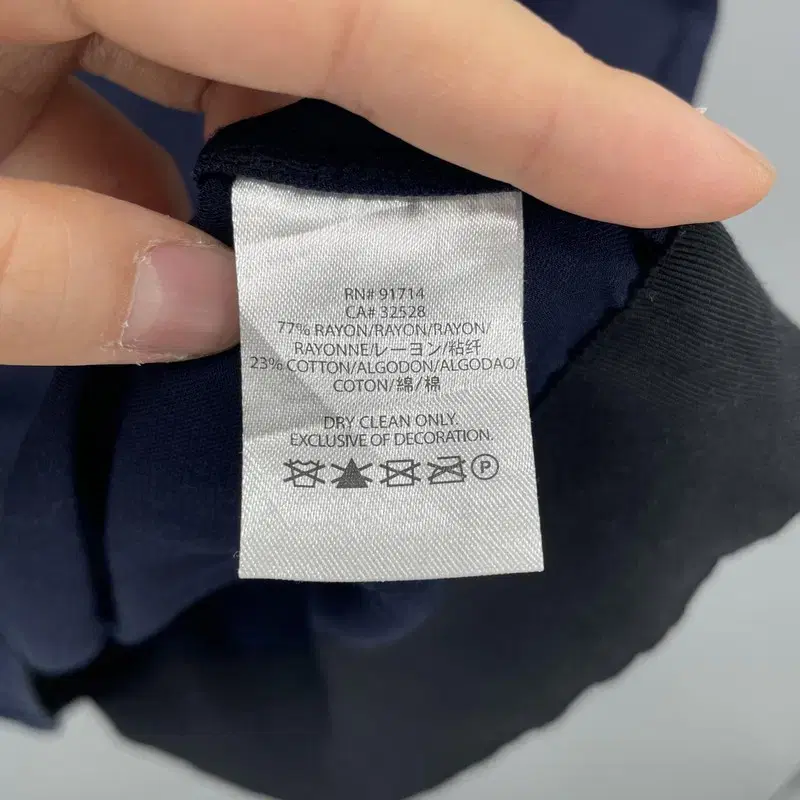 RN# 91714
CA# 32528
77% RAYON/RAYON/RAYON/
RAYONNE/レーヨン/粘纤
23% COTTON/ALGODON/ALGODAO/
COTON/綿/棉
DRY CLEAN ONLY.
EXCLUSIVE OF DECORATION.
P